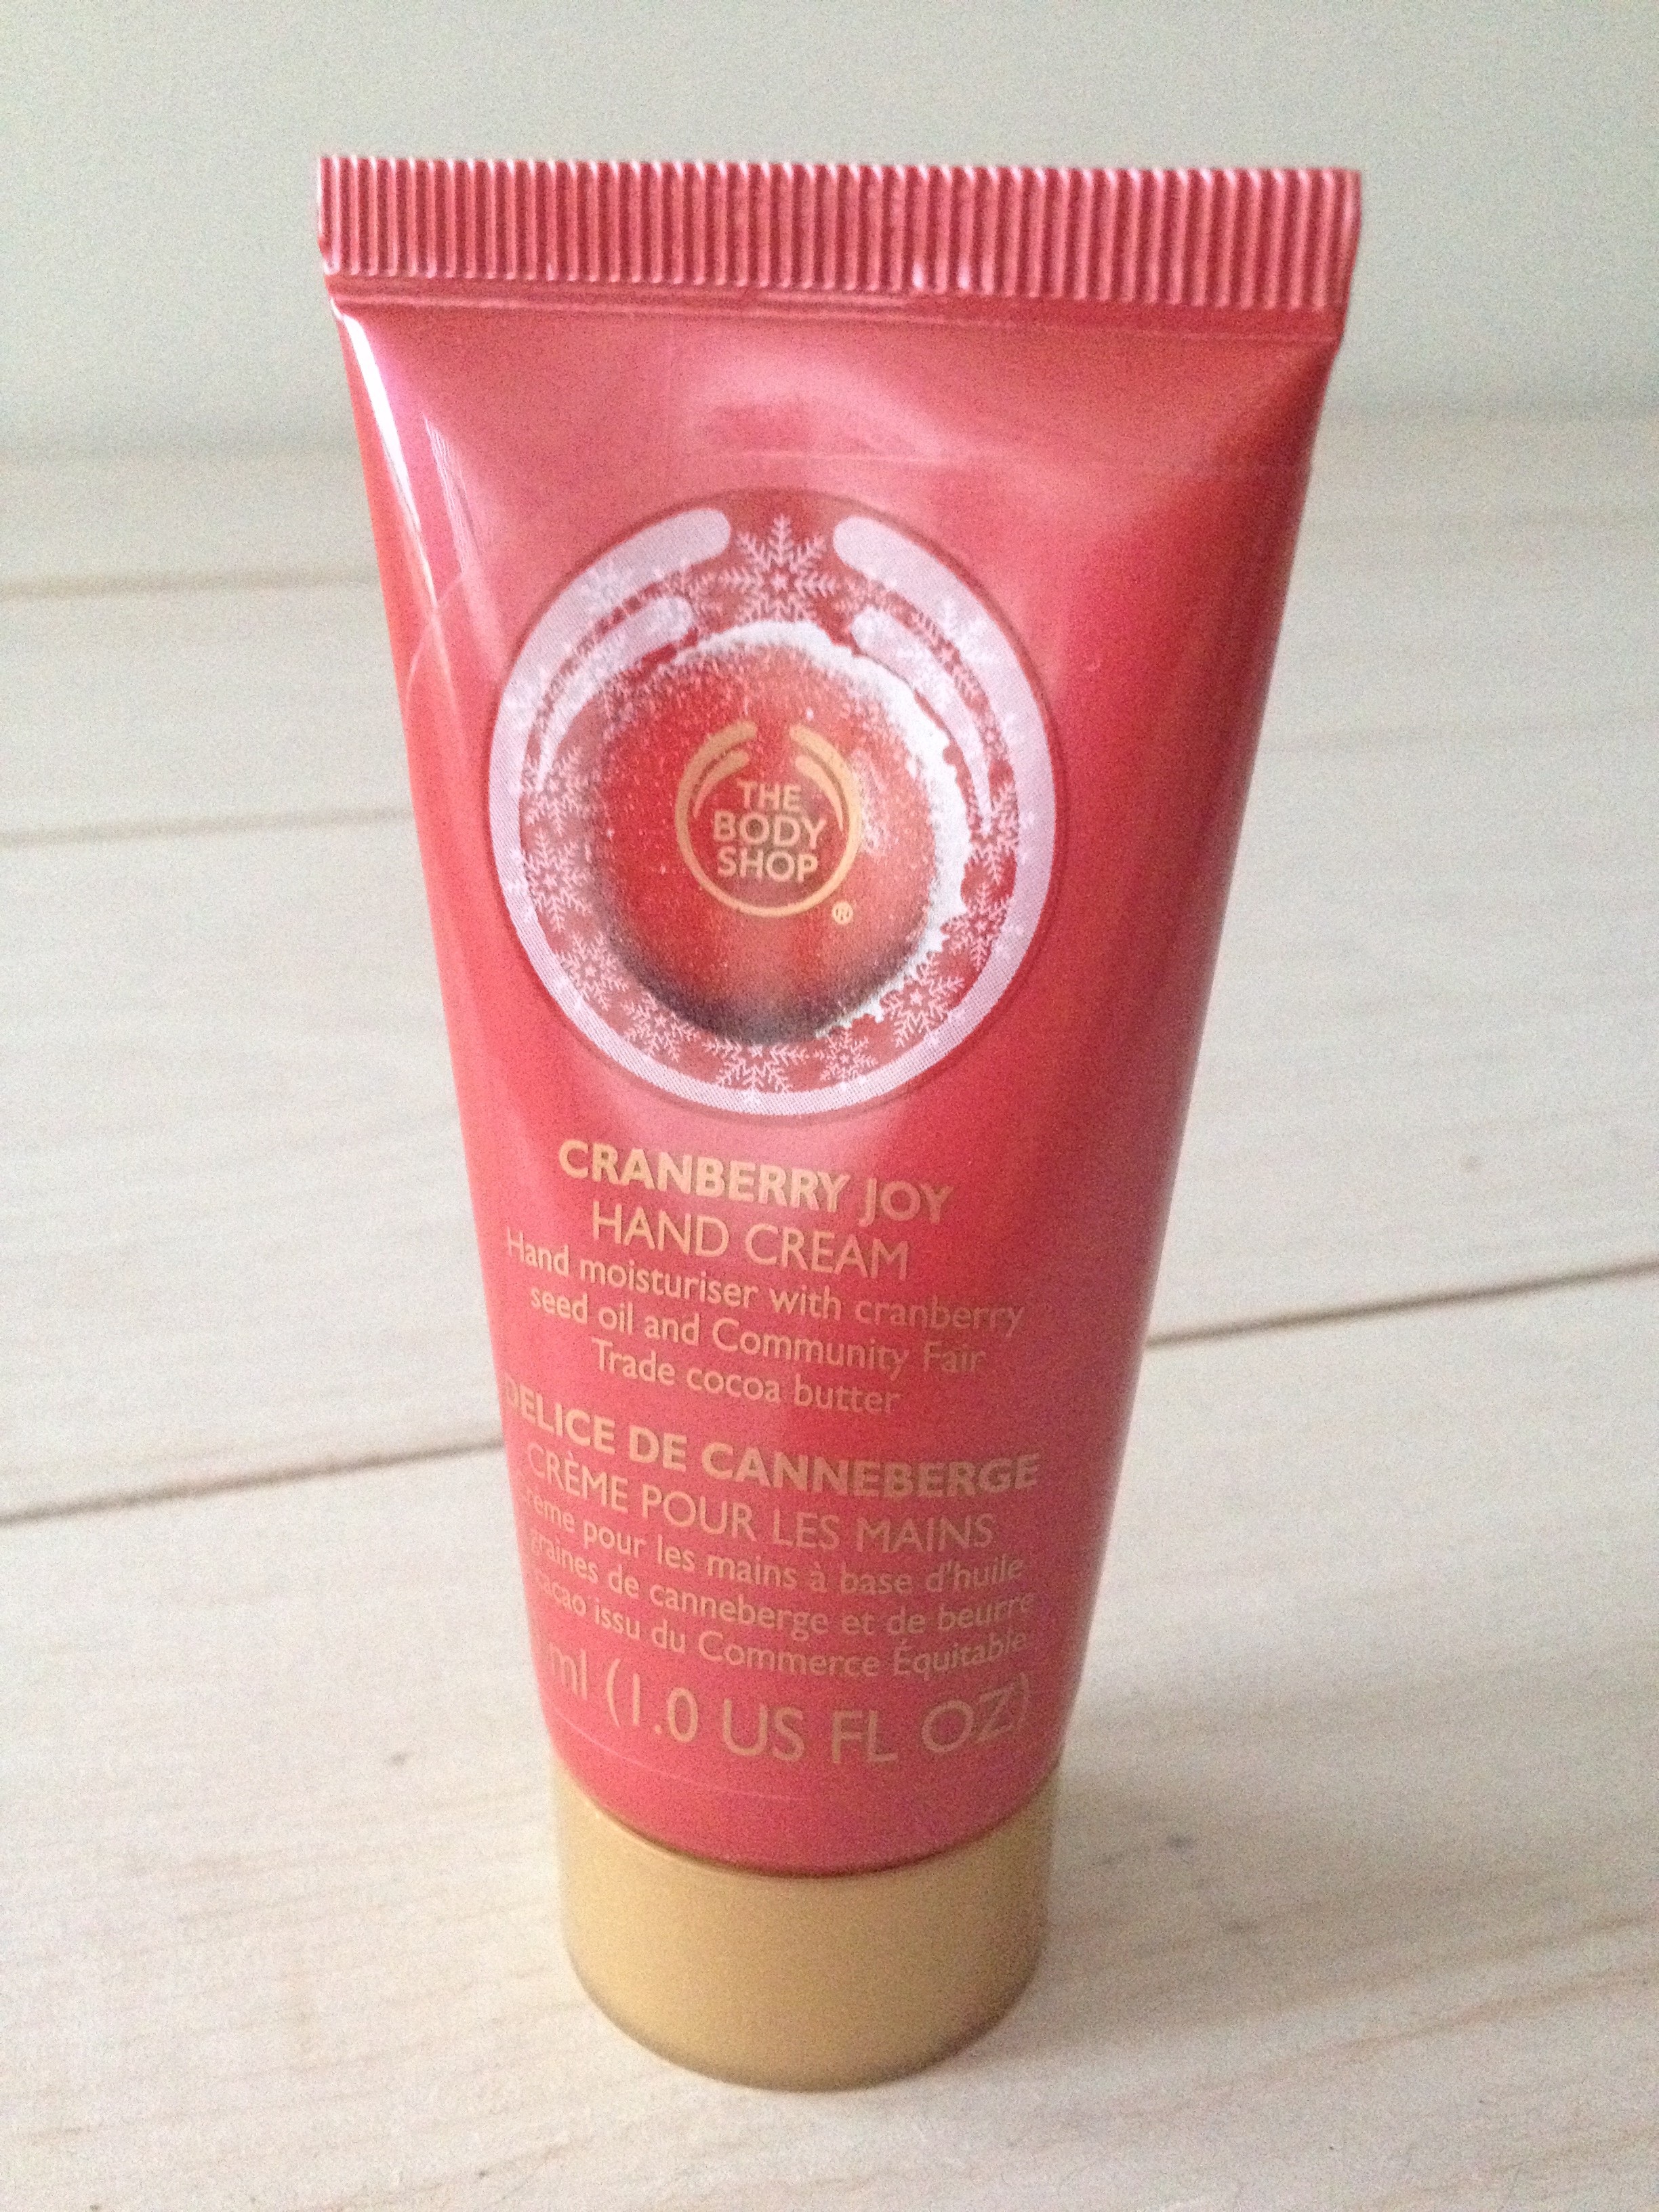 THE
BODY
SHOP
®
CRANBERRY JOY
HAND CREAM
Hand moisturiser with cranberry
seed oil and Community Fair
Trade cocoa butter
DELICE DE CANNEBERGE
CRÈME POUR LES MAINS
pour les mains à base d'huile
graines de canneberge et de beurre
issu du Commerce Équitable
ml (1.0 US FL OZ)